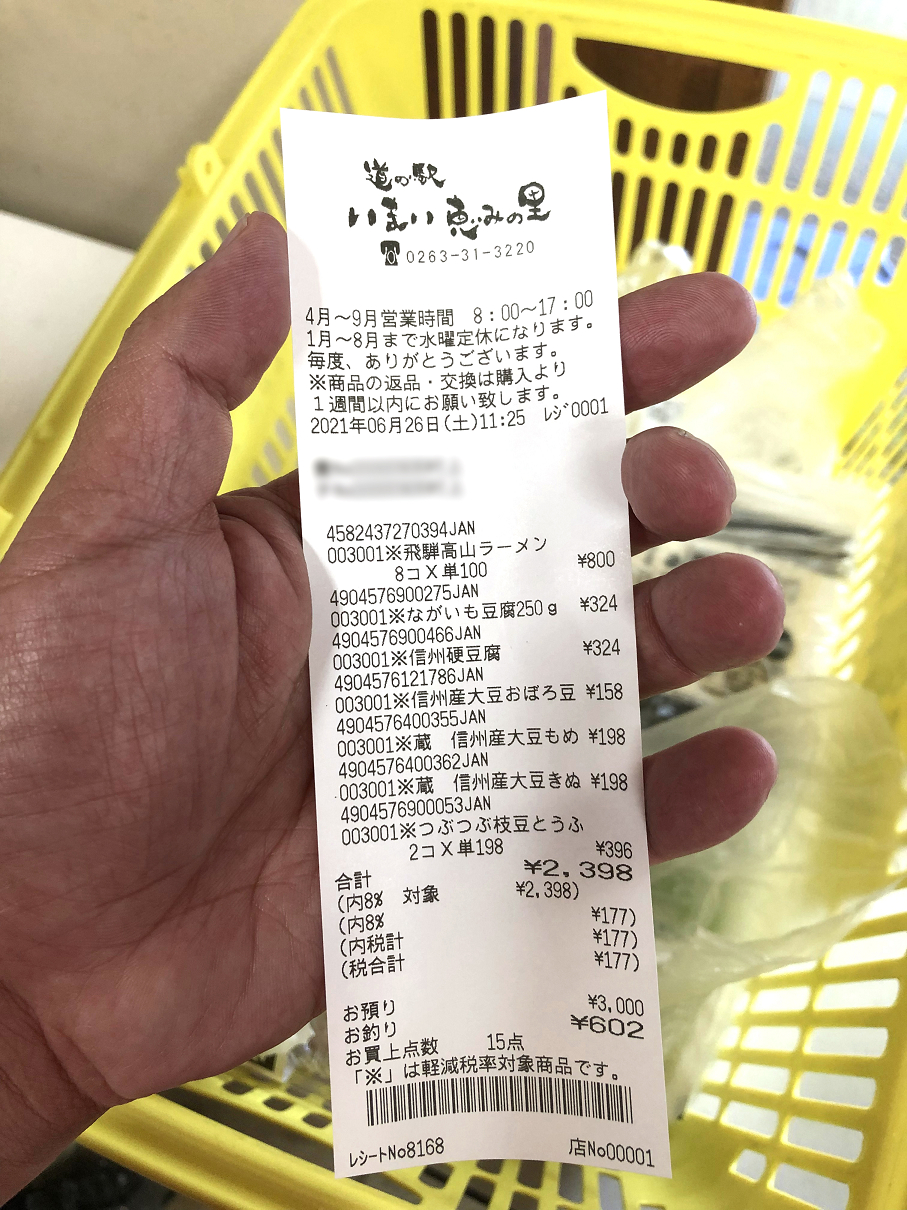 道の駅
いまい恵みの里
☎0263-31-3220
4月～9月営業時間 8:00～17:00
1月～8月まで水曜定休になります。
毎度、ありがとうございます。
※商品の返品・交換は購入より
1週間以内にお願い致します。
2021年06月26日(土)11:25 ﾚｼﾞ0001
4582437270394JAN
003001※飛騨高山ラーメン
8コX単100 ¥800
4904576900275JAN
003001※ながいも豆腐250g ¥324
4904576900466JAN
003001※信州硬豆腐 ¥324
4904576121786JAN
003001※信州産大豆おぼろ豆 ¥158
4904576400355JAN
003001※蔵 信州産大豆もめ ¥198
4904576400362JAN
003001※蔵 信州産大豆きぬ ¥198
4904576900053JAN
003001※つぶつぶ枝豆とうふ
2コX単198 ¥396
合計 ¥2,398
(内8% 対象 ¥2,398)
(内8% ¥177)
(内税計 ¥177)
(税合計 ¥177)
お預り ¥3,000
お釣り ¥602
お買上点数 15点
「※」は軽減税率対象商品です。
ﾚｼｰﾄNo8168 店No00001